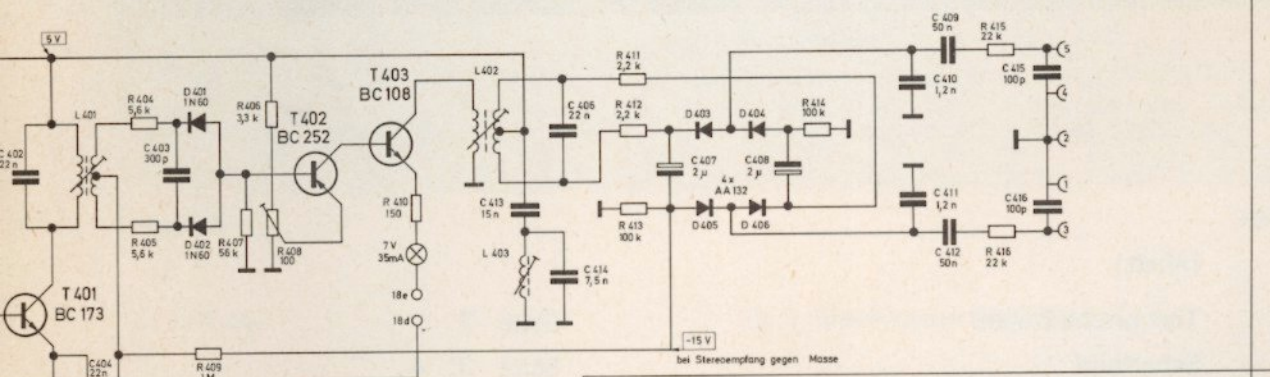 5 V
T 403
BC 108
L 402
R 411
2,2 k
C 409
50 n
R 415
22 k
5
C 415
100p
4
C 410
1,2 n
D 401
1 N 60
R 404
5,6 k
L 401
R 406
3,3 k
T 402
BC 252
C 406
22 n
R 412
2,2 k
D 403
D 404
R 414
100 k
2
C 402
22 n
C 403
300p
C 407
2 µ
C 408
2 µ
4 x
AA 132
1
C 411
1,2 n
C 416
100p
R 410
150
C 413
15 n
R 413
100 k
D 405
D 406
3
R 405
5,6 k
D 402
1N60
R 407
56 k
R 408
100
7 V
35mA
L 403
C 412
50n
R 416
22 k
C 414
7,5 n
T 401
BC 173
18e
18d
-15 V
bei Stereoempfang gegen Masse
C404
22n
R 409